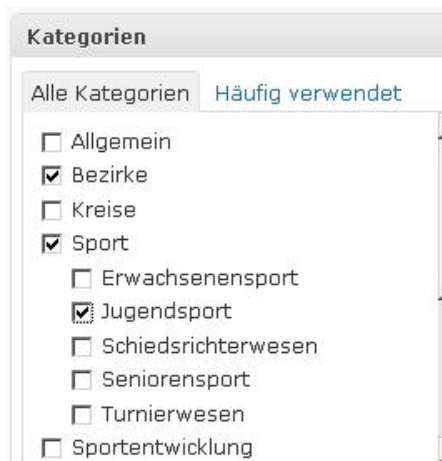 Kategorien
Alle Kategorien Häufig verwendet
Allgemein
Bezirke
Kreise
Sport
Erwachsenensport
Jugendsport
Schiedsrichterwesen
Seniorensport
Turnierwesen
Sportentwicklung